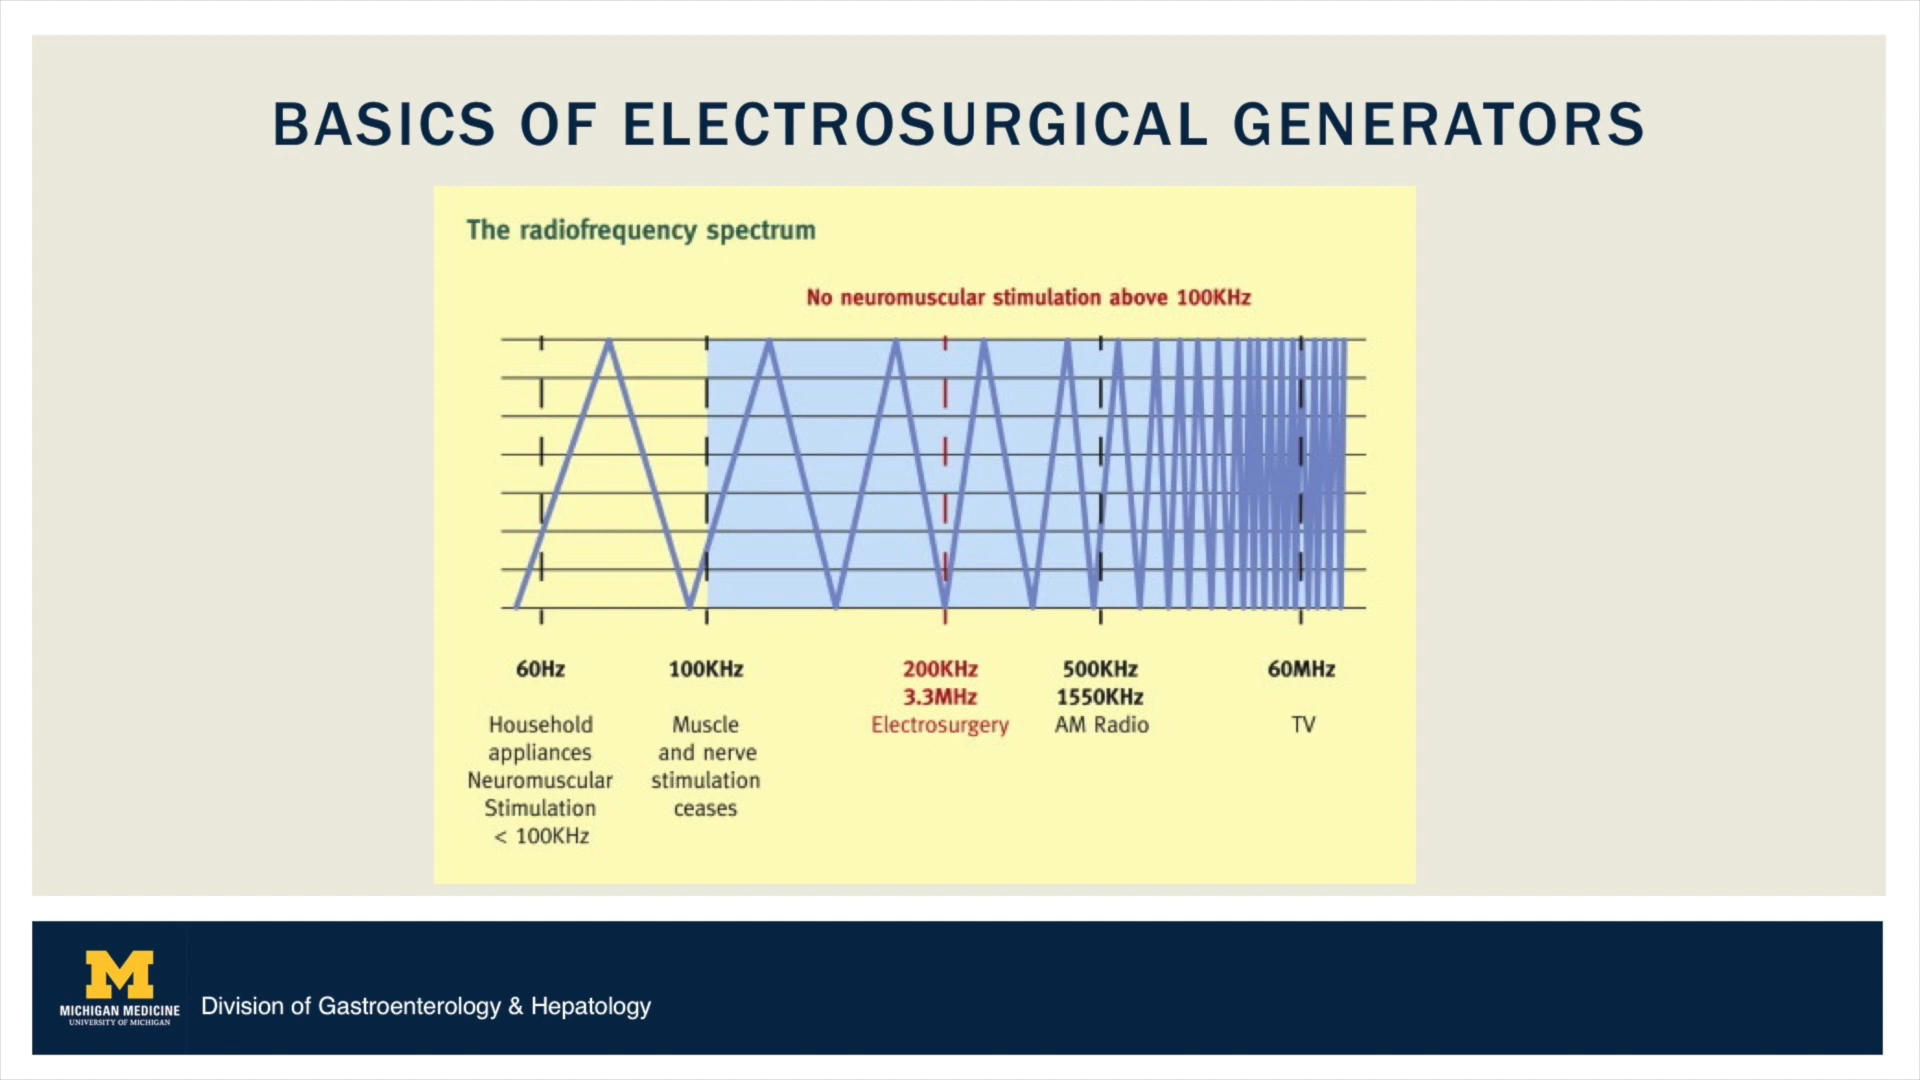 BASICS OF ELECTROSURGICAL GENERATORS
The radiofrequency spectrum
No neuromuscular stimulation above 100KHz
60Hz
Household
appliances
Neuromuscular
Stimulation
< 100KHz
100KHz
Muscle
and nerve
stimulation
ceases
200KHz
3.3MHz
Electrosurgery
500KHz
1550KHz
AM Radio
60MHz
TV
M
MICHIGAN MEDICINE
UNIVERSITY OF MICHIGAN
Division of Gastroenterology & Hepatology